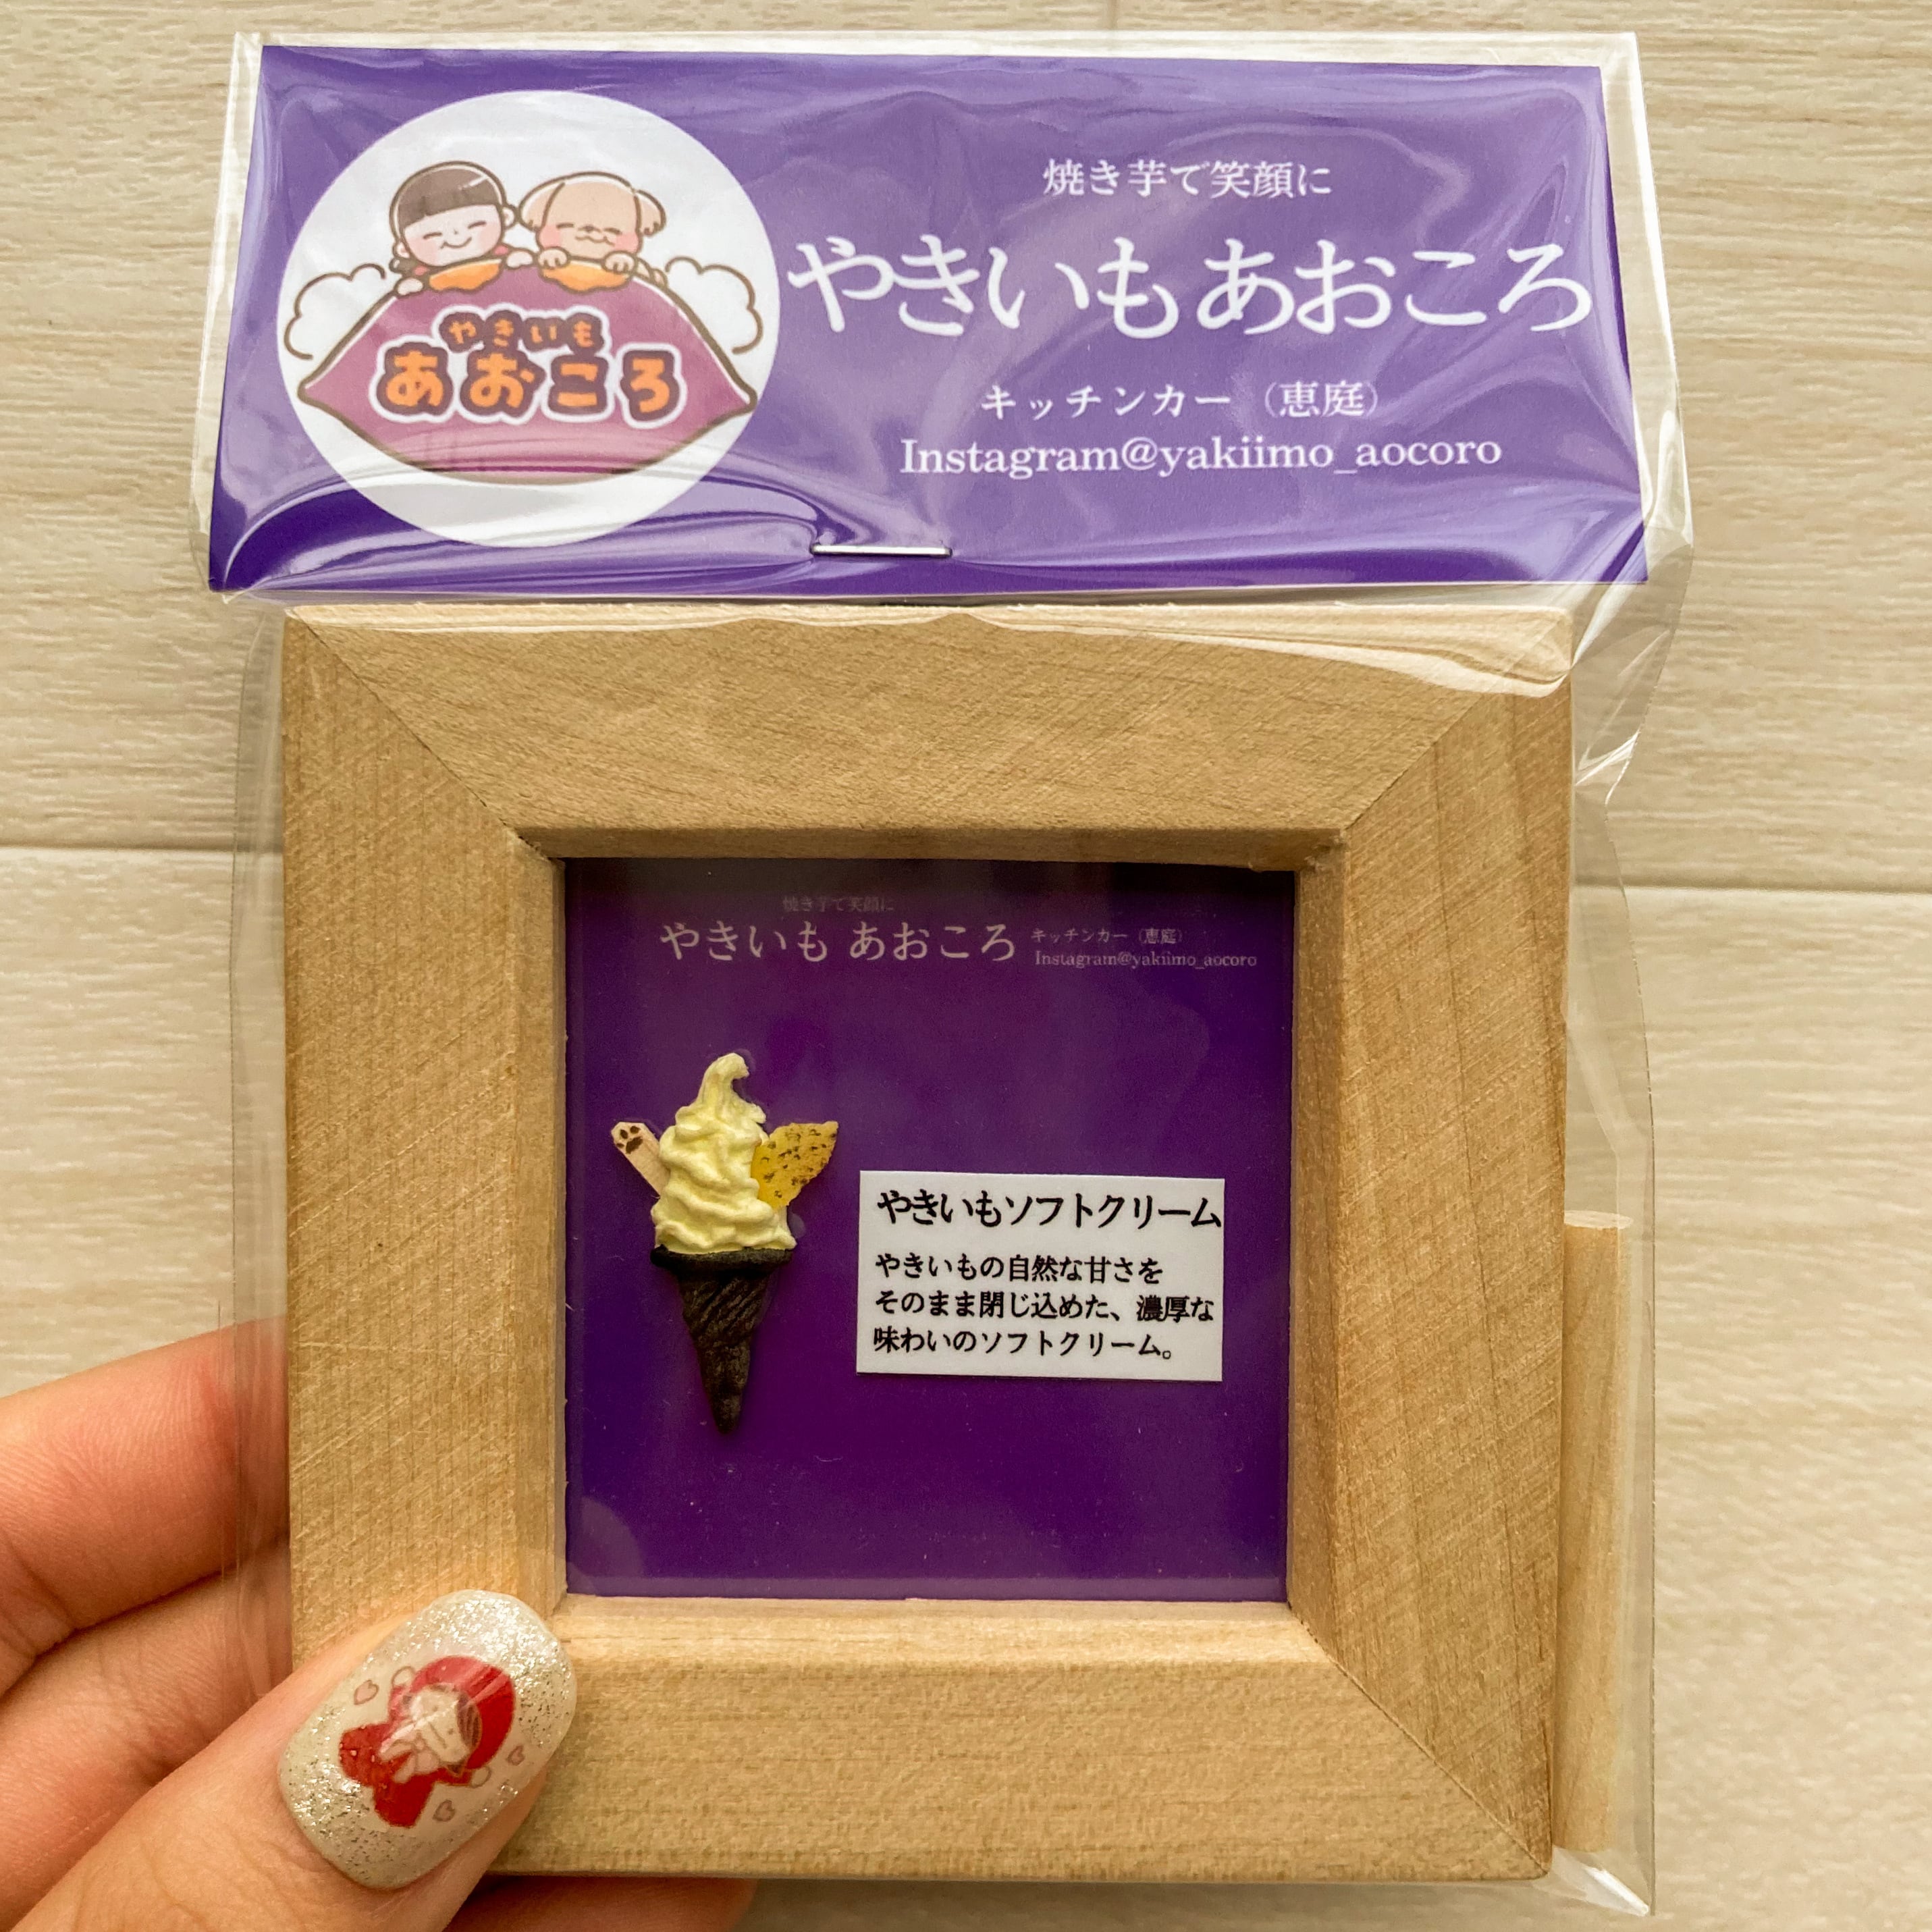 焼き芋で笑顔に
やきいも あおころ
キッチンカー（恵庭）
Instagram@yakiimo_aocoro
やきいも
あおころ
焼き芋で笑顔に
やきいも あおころ
キッチンカー（恵庭）
Instagram@yakiimo_aocoro
やきいもソフトクリーム
やきいもの自然な甘さを
そのまま閉じ込めた、濃厚な
味わいのソフトクリーム。